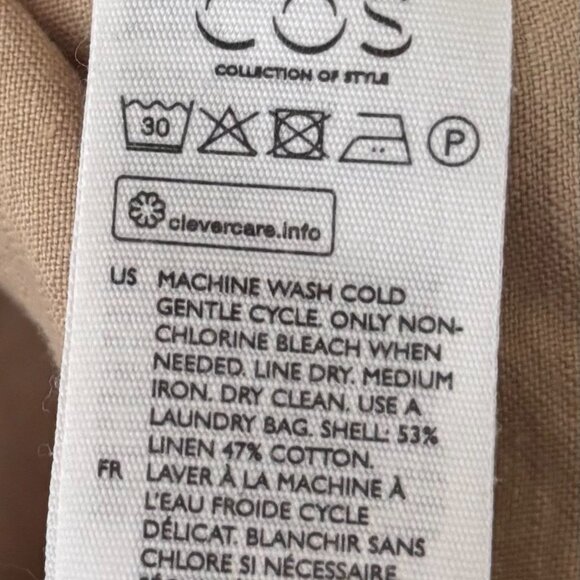 COS
COLLECTION OF STYLE
30 P
clevercare.info
US MACHINE WASH COLD
GENTLE CYCLE. ONLY NON-
CHLORINE BLEACH WHEN
NEEDED. LINE DRY. MEDIUM
IRON. DRY CLEAN. USE A
LAUNDRY BAG. SHELL: 53%
LINEN 47% COTTON.
FR LAVER À LA MACHINE À
L'EAU FROIDE CYCLE
DÉLICAT. BLANCHIR SANS
CHLORE SI NÉCESSAIRE